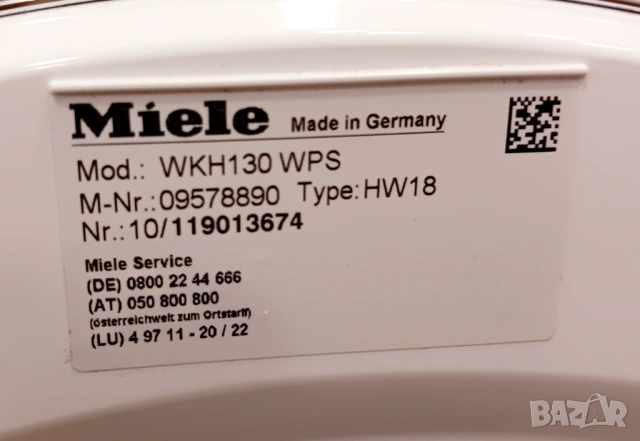 Miele Made in Germany
Mod.: WKH130 WPS
M-Nr.:09578890 Type:HW18
Nr.:10/119013674
Miele Service
(DE) 0800 22 44 666
(AT) 050 800 800
(österreichweit zum Ortstarif)
(LU) 4 97 11 - 20 / 22
BAZAR